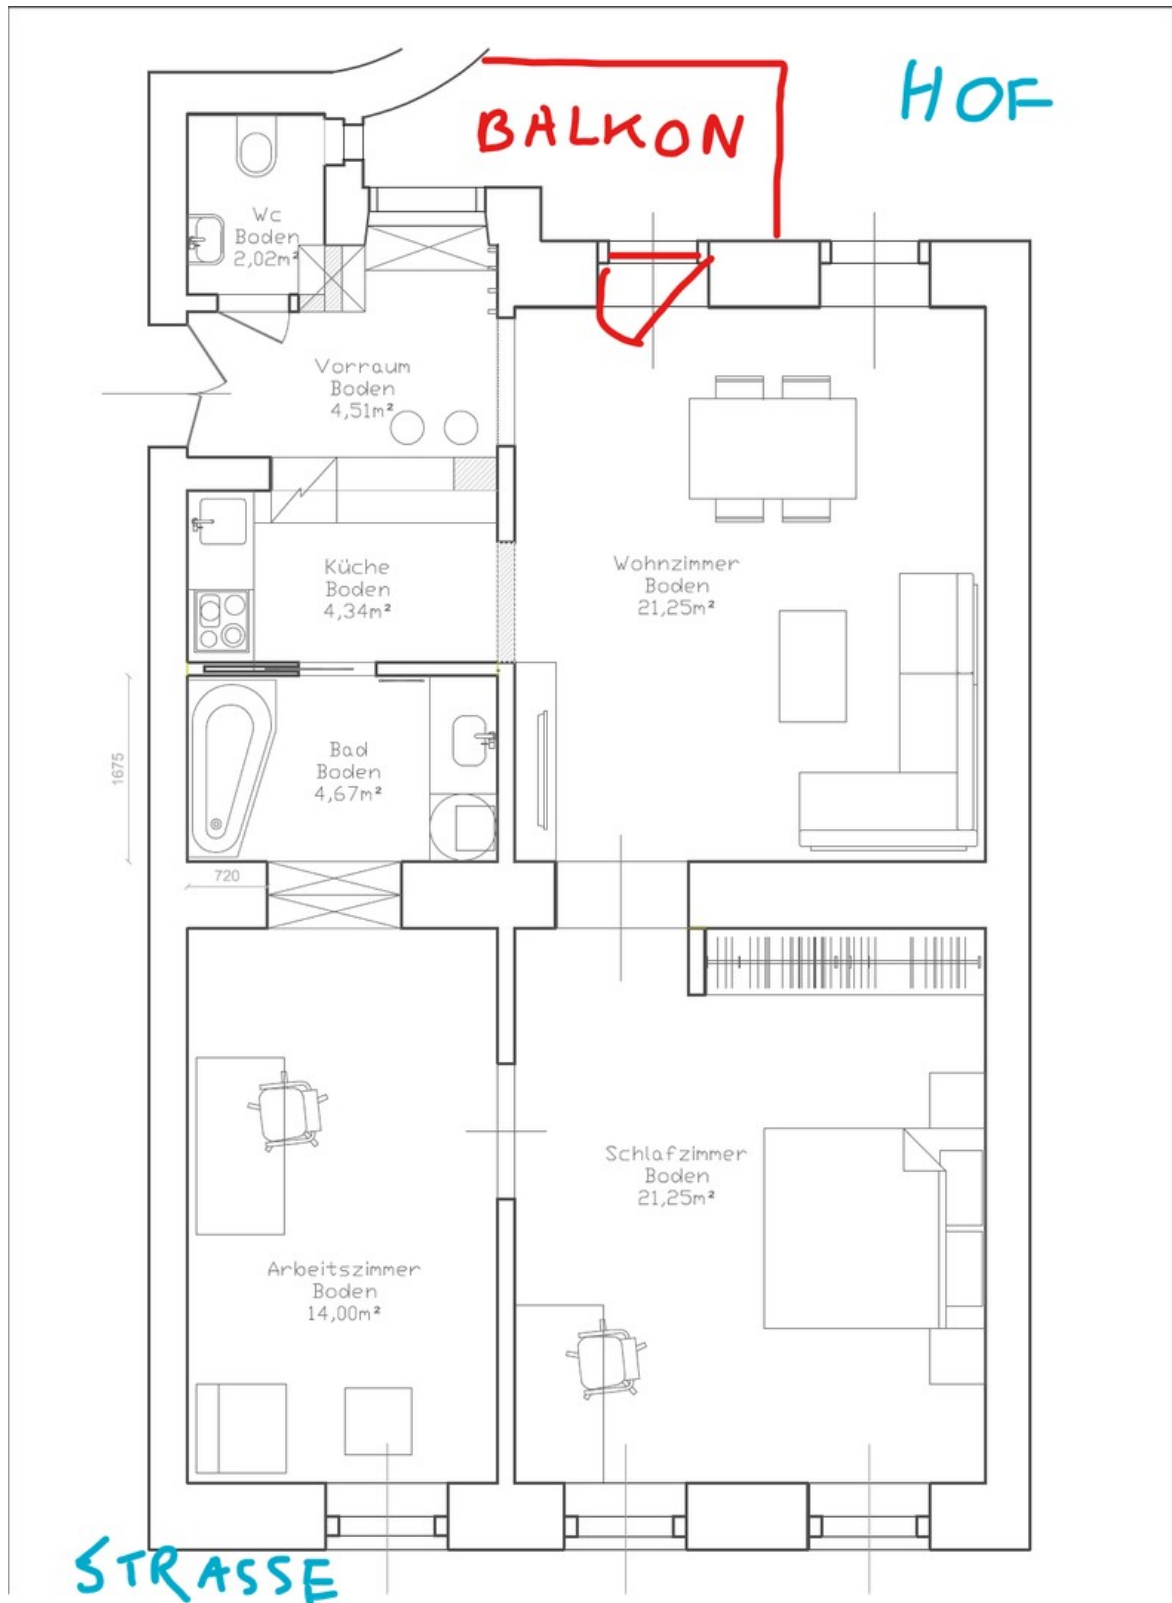 HOF
BALKON
Wc
Boden
2,02m²
Vorraum
Boden
4,51m²
Küche
Boden
4,34m²
Wohnzimmer
Boden
21,25m²
1675
Bad
Boden
4,67m²
720
Schlafzimmer
Boden
21,25m²
Arbeitszimmer
Boden
14,00m²
STRASSE